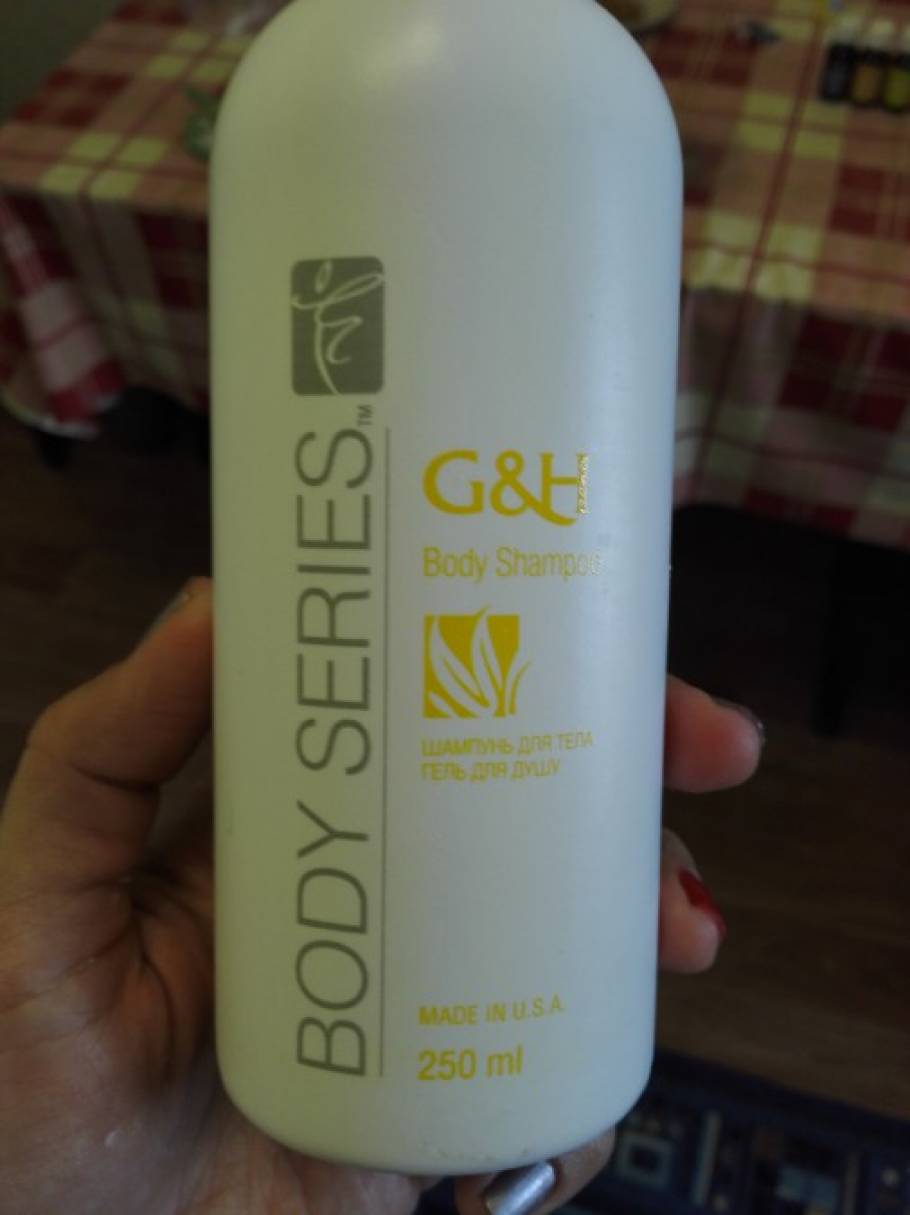 BODY SERIES™
G&H
Body Shampoo
ШАМПУНЬ ДЛЯ ТЕЛА
ГЕЛЬ ДЛЯ ДУШУ
MADE IN U.S.A.
250 ml